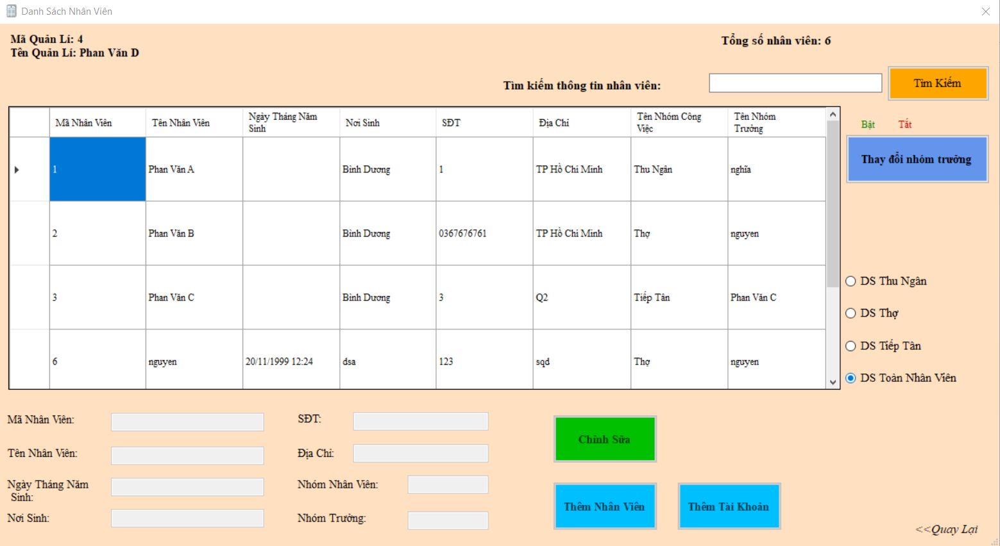 Danh Sách Nhân Viên
Mã Quản Lí: 4
Tên Quản Lí: Phan Văn D
Tổng số nhân viên: 6
Tìm kiếm thông tin nhân viên:
Tìm Kiếm
Mã Nhân Viên Tên Nhân Viên Ngày Tháng Năm Sinh Nơi Sinh SĐT Địa Chỉ Tên Nhóm Công Việc Tên Nhóm Trưởng
1 Phan Văn A Bình Dương 1 TP Hồ Chí Minh Thu Ngân nghĩa
2 Phan Văn B Bình Dương 0367676761 TP Hồ Chí Minh Thợ nguyen
3 Phan Văn C Bình Dương 3 Q2 Tiếp Tân Phan Văn C
6 nguyen 20/11/1999 12:24 dsa 123 sqd Thợ nguyen
Bật Tắt
Thay đổi nhóm trưởng
DS Thu Ngân
DS Thợ
DS Tiếp Tân
DS Toàn Nhân Viên
Mã Nhân Viên:
Tên Nhân Viên:
Ngày Tháng Năm
Sinh:
Nơi Sinh:
SĐT:
Địa Chỉ:
Nhóm Nhân Viên:
Nhóm Trưởng:
Chỉnh Sửa
Thêm Nhân Viên
Thêm Tài Khoản
<<Quay Lại